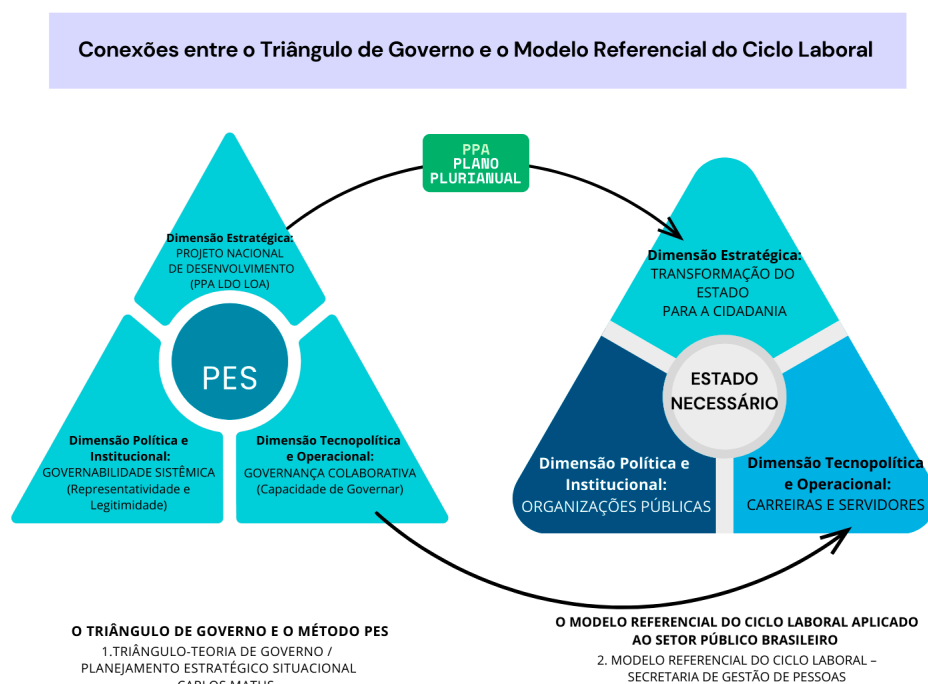 Conexões entre o Triângulo de Governo e o Modelo Referencial do Ciclo Laboral
PPA
PLANO
PLURIANUAL
Dimensão Estratégica:
PROJETO NACIONAL
DE DESENVOLVIMENTO
(PPA LDO LOA)
PES
Dimensão Política e
Institucional:
GOVERNABILIDADE SISTÊMICA
(Representatividade e
Legitimidade)
Dimensão Tecnopolítica
e Operacional:
GOVERNANÇA COLABORATIVA
(Capacidade de Governar)
Dimensão Estratégica:
TRANSFORMAÇÃO DO
ESTADO
PARA A CIDADANIA
ESTADO
NECESSÁRIO
Dimensão Política e
Institucional:
ORGANIZAÇÕES PÚBLICAS
Dimensão Tecnopolítica
e Operacional:
CARREIRAS E SERVIDORES
O TRIÂNGULO DE GOVERNO E O MÉTODO PES
1.TRIÂNGULO-TEORIA DE GOVERNO /
PLANEJAMENTO ESTRATÉGICO SITUACIONAL
CARLOS MATUS
O MODELO REFERENCIAL DO CICLO LABORAL APLICADO
AO SETOR PÚBLICO BRASILEIRO
2. MODELO REFERENCIAL DO CICLO LABORAL –
SECRETARIA DE GESTÃO DE PESSOAS